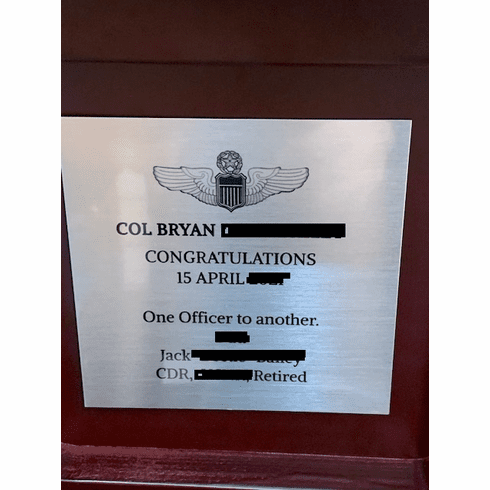 COL BRYAN
CONGRATULATIONS
15 APRIL
One Officer to another.
Jack
CDR, Retired